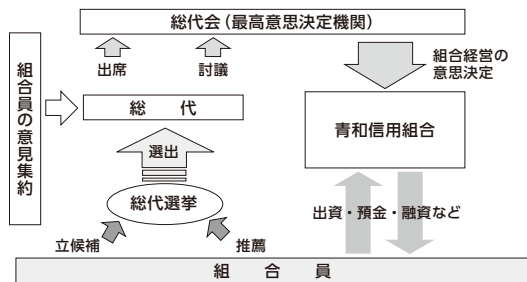 総代会（最高意思決定機関）
出席
討議
組合経営の
意思決定
組合員の意見集約
総代
青和信用組合
選出
総代選挙
出資・預金・融資など
立候補
推薦
組合員